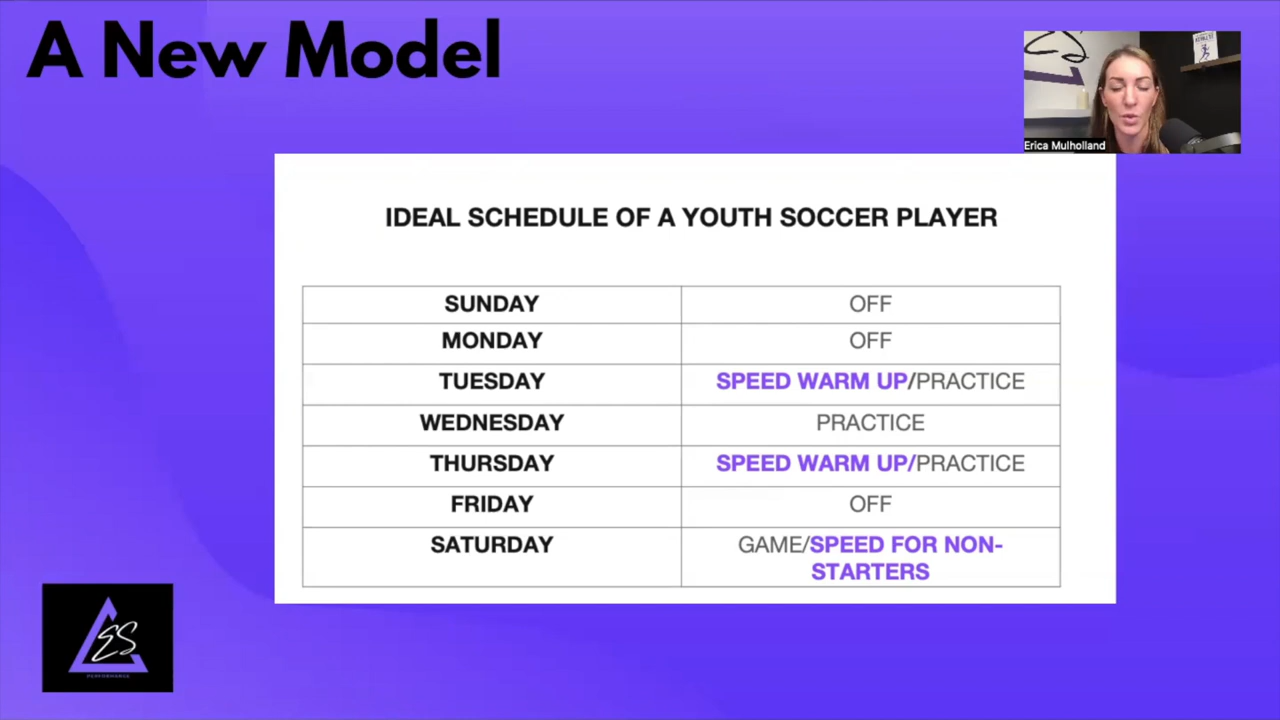 A New Model
Erica Mulholland
IDEAL SCHEDULE OF A YOUTH SOCCER PLAYER
SUNDAY OFF
MONDAY OFF
TUESDAY SPEED WARM UP/PRACTICE
WEDNESDAY PRACTICE
THURSDAY SPEED WARM UP/PRACTICE
FRIDAY OFF
SATURDAY GAME/SPEED FOR NON-
STARTERS
ES
PERFORMANCE